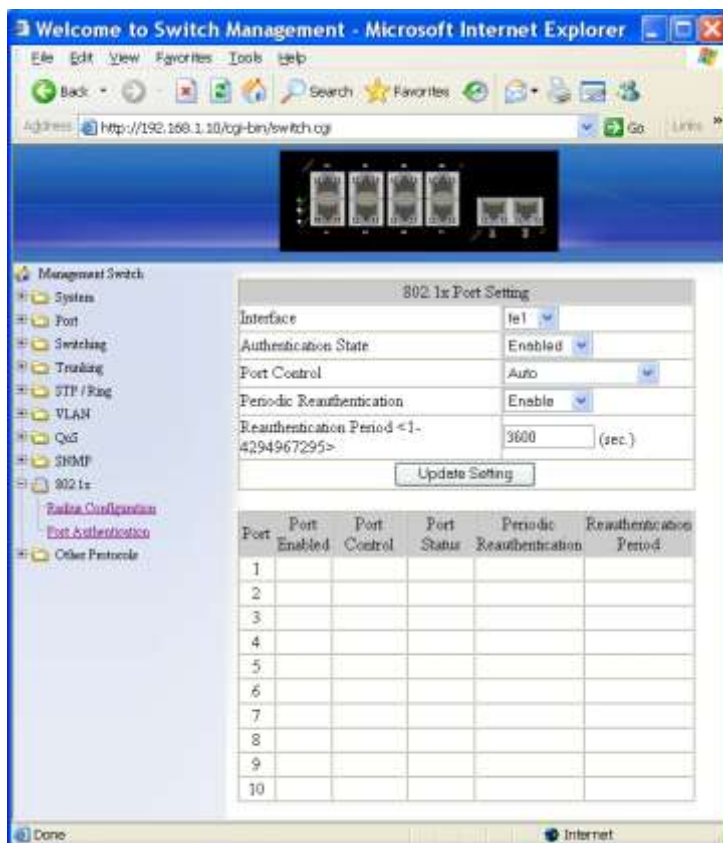 Welcome to Switch Management - Microsoft Internet Explorer
File Edit View Favorites Tools Help
Back Search Favorites
Address http://192.168.1.10/cgi-bin/switch.cgi Go Links »
Management Switch
System
Port
Switching
Trunking
STP / Ring
VLAN
QoS
SNMP
802.1x
Radius Configuration
Port Authentication
Other Protocols
802.1x Port Setting
Interface fe1
Authentication State Enabled
Port Control Auto
Periodic Reauthentication Enable
Reauthentication Period <1-
4294967295> 3600 (sec.)
Update Setting
Port Port Enabled Port Control Port Status Periodic Reauthentication Reauthentication Period
1
2
3
4
5
6
7
8
9
10
Done Internet